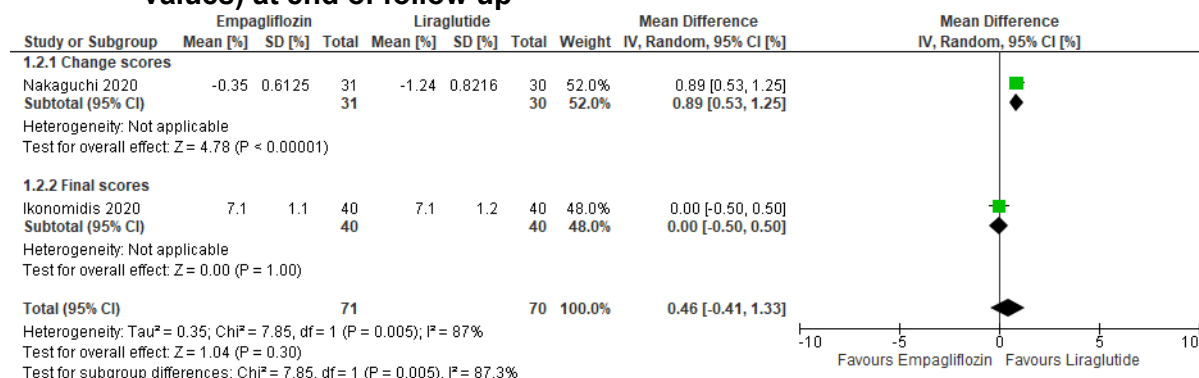 values) at end of follow up
Empagliflozin Liraglutide Mean Difference Mean Difference
Study or Subgroup Mean [%] SD [%] Total Mean [%] SD [%] Total Weight IV, Random, 95% CI [%] IV, Random, 95% CI [%]
1.2.1 Change scores
Nakaguchi 2020 -0.35 0.6125 31 -1.24 0.8216 30 52.0% 0.89 [0.53, 1.25]
Subtotal (95% CI) 31 30 52.0% 0.89 [0.53, 1.25]
Heterogeneity: Not applicable
Test for overall effect: Z = 4.78 (P < 0.00001)
1.2.2 Final scores
Ikonomidis 2020 7.1 1.1 40 7.1 1.2 40 48.0% 0.00 [-0.50, 0.50]
Subtotal (95% CI) 40 40 48.0% 0.00 [-0.50, 0.50]
Heterogeneity: Not applicable
Test for overall effect: Z = 0.00 (P = 1.00)
Total (95% CI) 71 70 100.0% 0.46 [-0.41, 1.33]
Heterogeneity: Tau² = 0.35; Chi² = 7.85, df = 1 (P = 0.005); I² = 87%
Test for overall effect: Z = 1.04 (P = 0.30)
Test for subgroup differences: Chi² = 7.85, df = 1 (P = 0.005), I² = 87.3%
-10 -5 0 5 10
Favours Empagliflozin Favours Liraglutide